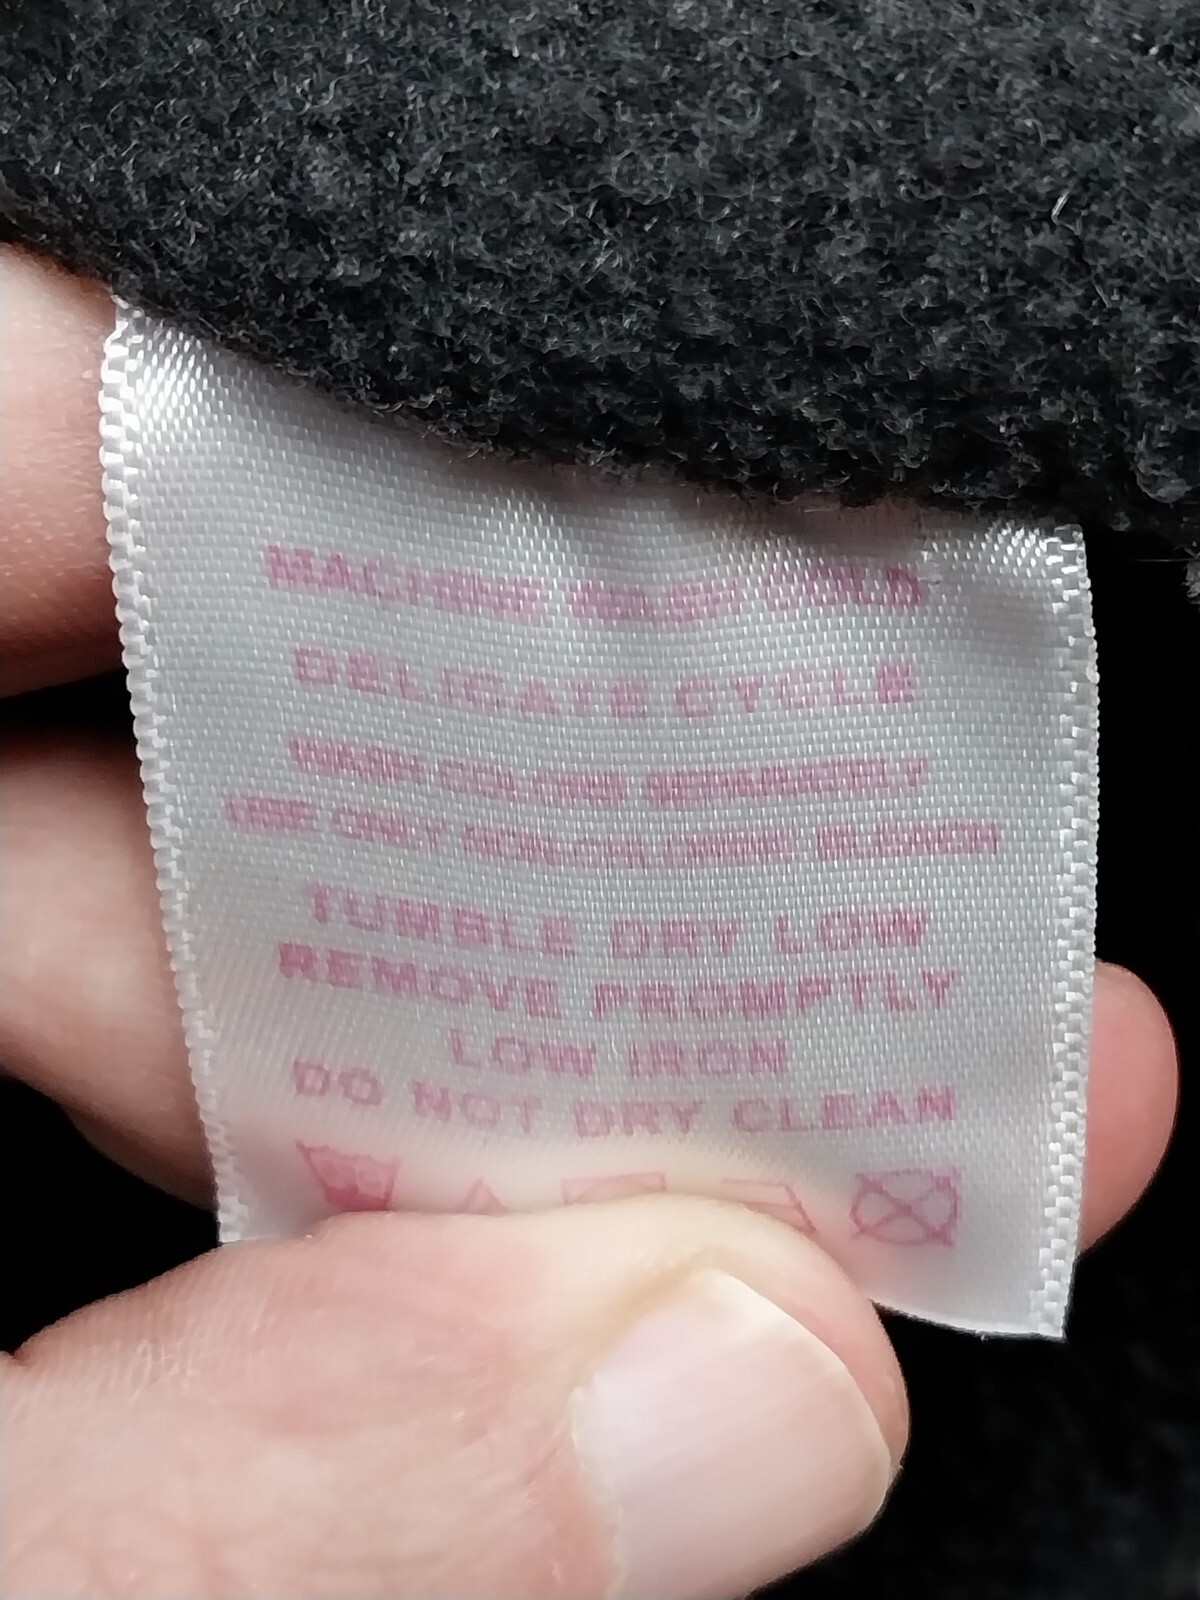 MACHINE WASH COLD
DELICATE CYCLE
WASH COLORS SEPARATELY
USE ONLY NON-CHLORINE BLEACH
TUMBLE DRY LOW
REMOVE PROMPTLY
LOW IRON
DO NOT DRY CLEAN